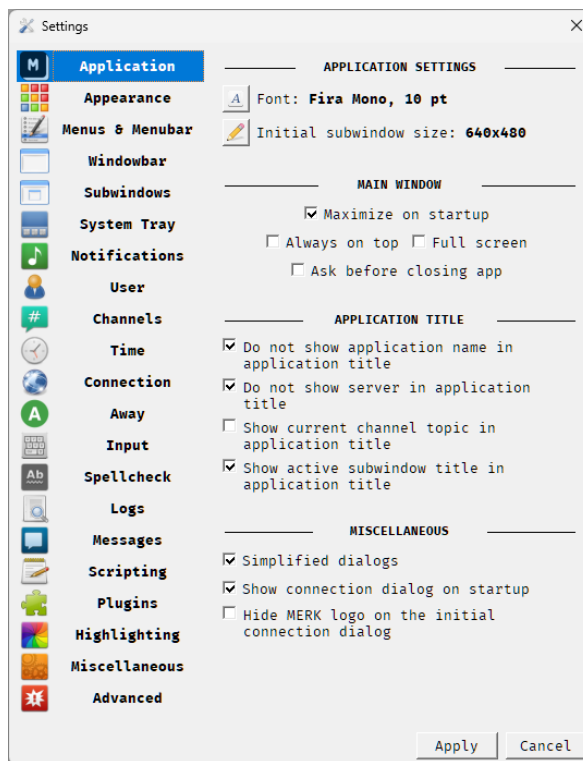 Settings
M
Application
Appearance
Menus & Menubar
Windowbar
Subwindows
System Tray
Notifications
User
#
Channels
Time
Connection
A
Away
Input
Ab
Spellcheck
Logs
Messages
Scripting
Plugins
Highlighting
Miscellaneous
Advanced
APPLICATION SETTINGS
A
Font: Fira Mono, 10 pt
Initial subwindow size: 640x480
MAIN WINDOW
Maximize on startup
Always on top Full screen
Ask before closing app
APPLICATION TITLE
Do not show application name in
application title
Do not show server in application
title
Show current channel topic in
application title
Show active subwindow title in
application title
MISCELLANEOUS
Simplified dialogs
Show connection dialog on startup
Hide MERK logo on the initial
connection dialog
Apply Cancel